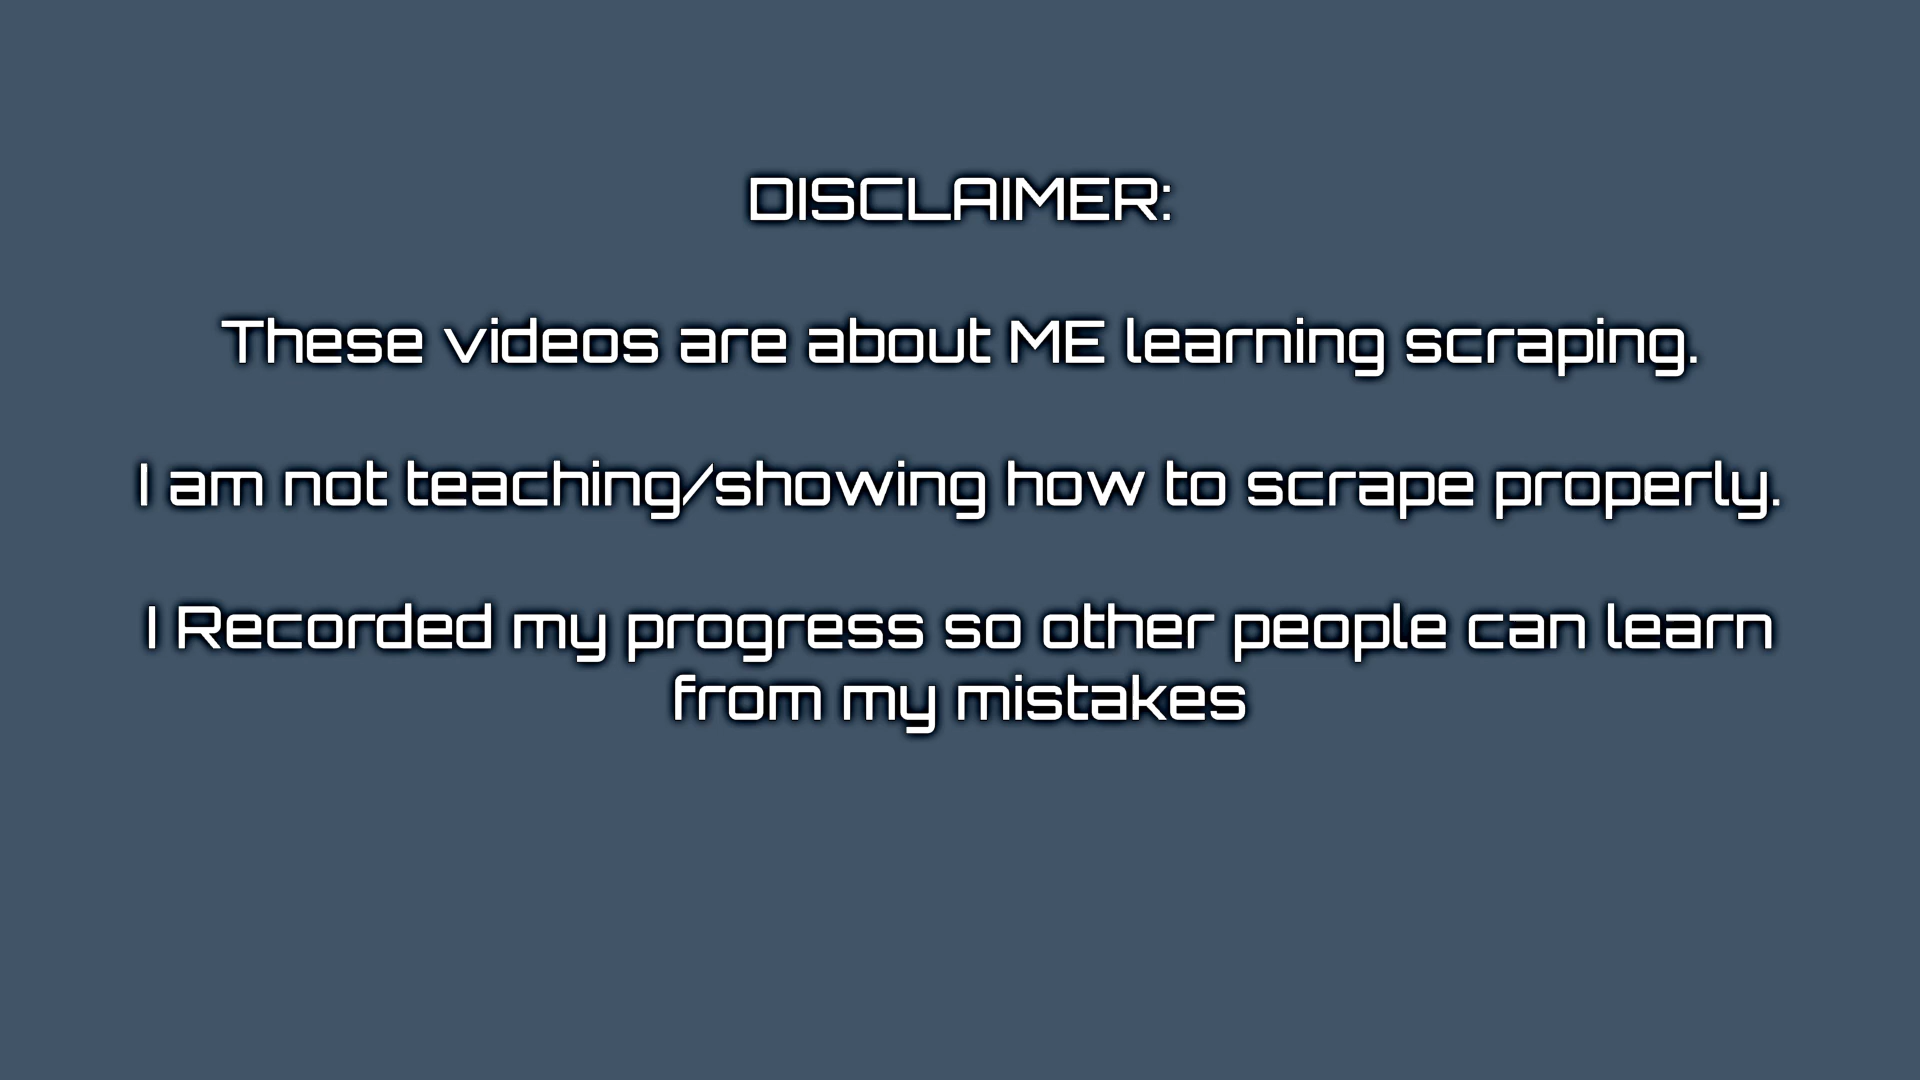 DISCLAIMER:
These videos are about ME learning scraping.
I am not teaching/showing how to scrape properly.
I Recorded my progress so other people can learn
from my mistakes